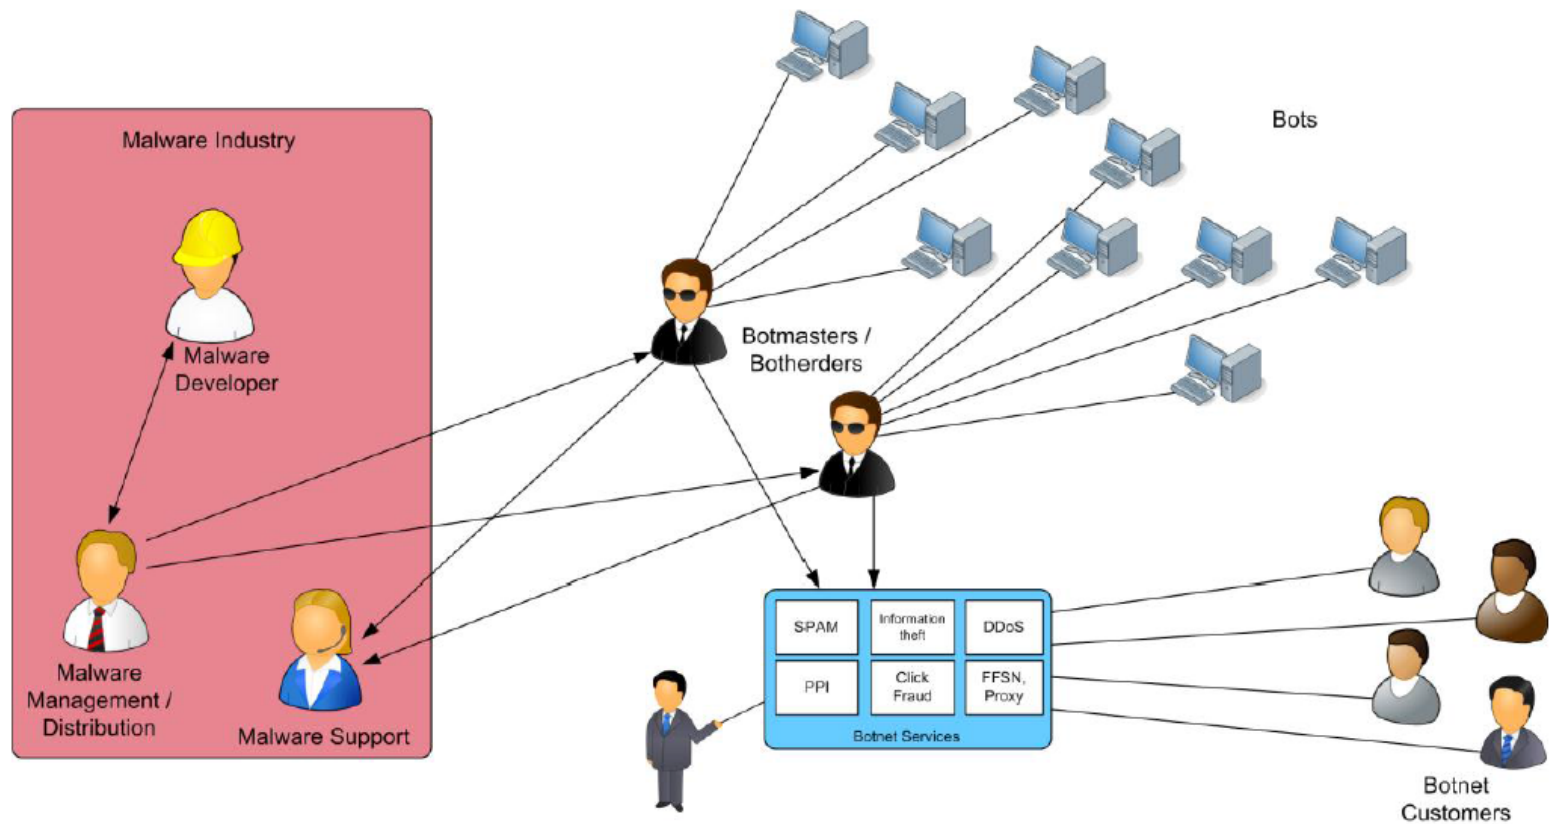 Malware Industry
Malware
Developer
Malware
Management /
Distribution
Malware Support
Bots
Botmasters /
Botherders
SPAM
Information
theft
DDoS
PPI
Click
Fraud
FFSN,
Proxy
Botnet Services
Botnet
Customers